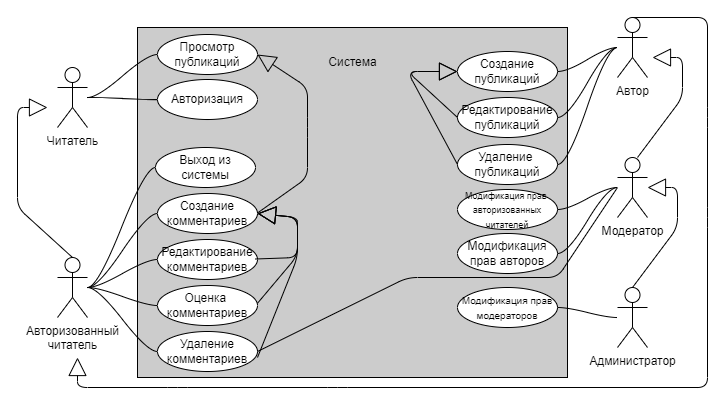 Просмотр
публикаций
Система
Авторизация
Читатель
Выход из
системы
Создание
комментариев
Редактирование
комментариев
Оценка
комментариев
Удаление
комментариев
Авторизованный
читатель
Создание
публикаций
Редактирование
публикаций
Удаление
публикаций
Модификация прав
авторизованных
читателей
Модификация
прав авторов
Модификация прав
модераторов
Автор
Модератор
Администратор